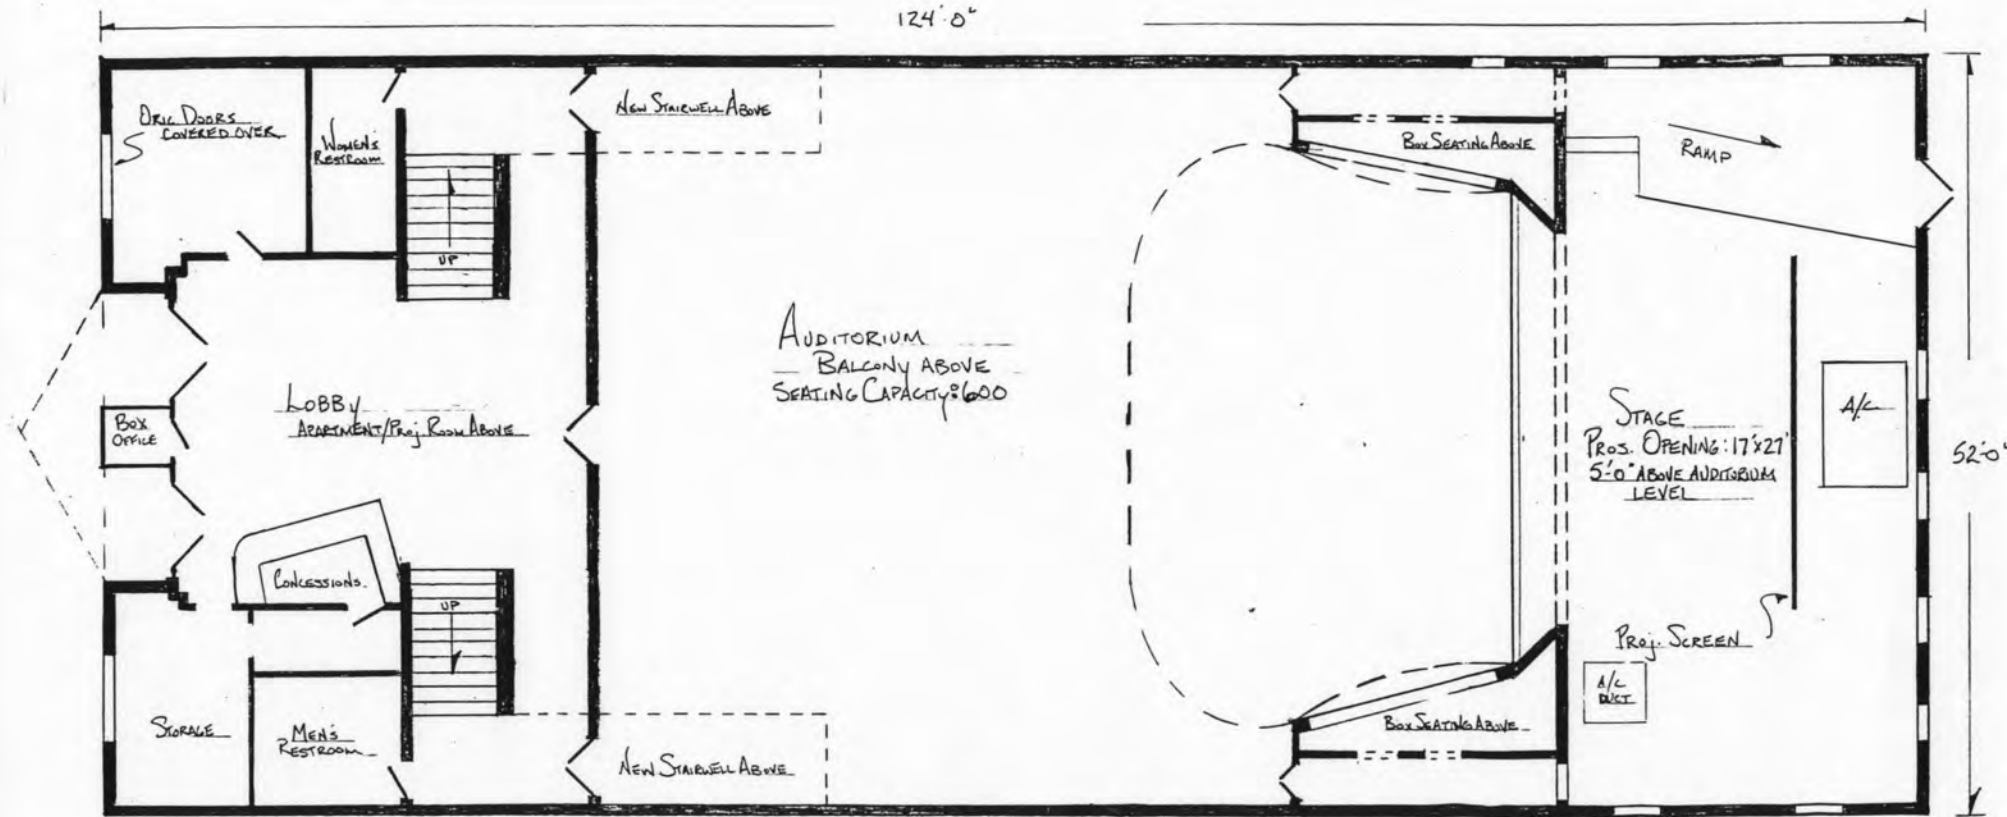 124'-0"
ORIG DOORS
COVERED OVER
WOMEN'S
RESTROOM
NEW STAIRWELL ABOVE
BOX SEATING ABOVE
RAMP
UP
AUDITORIUM
BALCONY ABOVE
SEATING CAPACITY: 600
LOBBY
APARTMENT/PROJ. ROOM ABOVE
BOX
OFFICE
STAGE
PROS. OPENING: 17'x27'
5'-0" ABOVE AUDITORIUM
LEVEL
A/C
52'-0"
CONCESSIONS.
UP
PROJ. SCREEN
A/C
DUCT
STORAGE
MEN'S
RESTROOM
NEW STAIRWELL ABOVE
BOX SEATING ABOVE